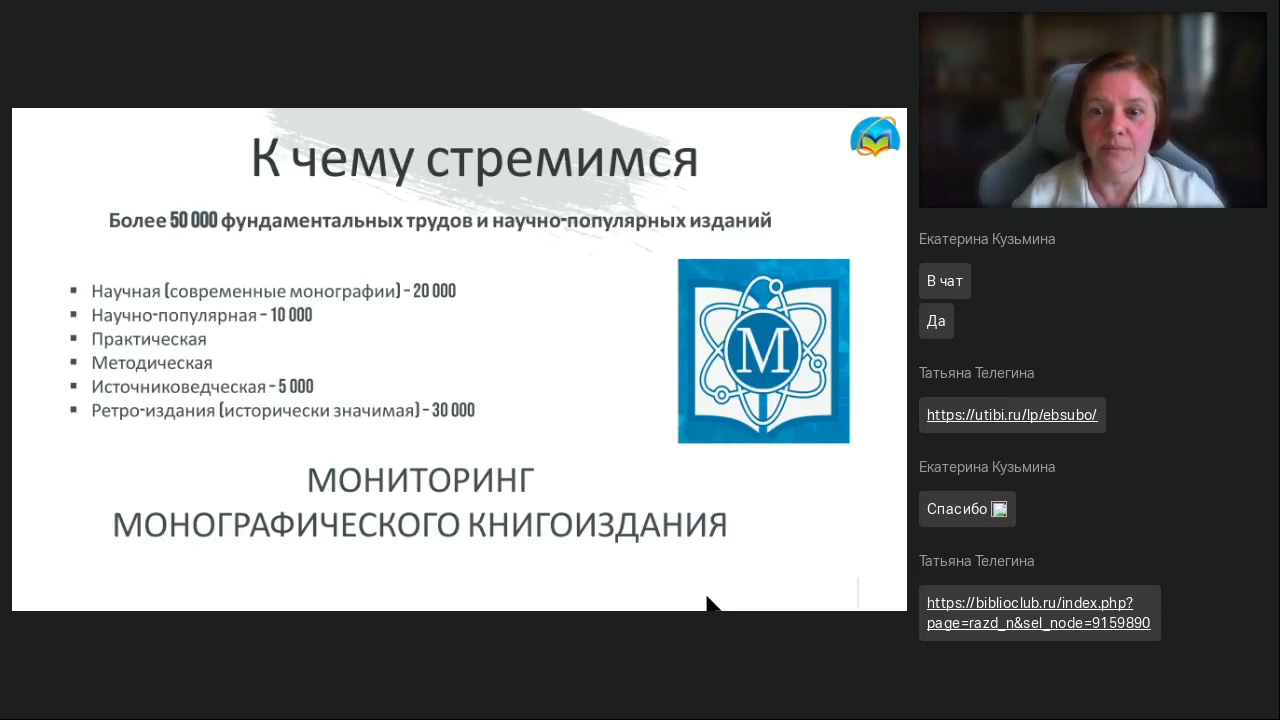 К чему стремимся
Более 50 000 фундаментальных трудов и научно-популярных изданий
▪ Научная (современные монографии) – 20 000
▪ Научно-популярная – 10 000
▪ Практическая
▪ Методическая
▪ Источниковедческая – 5 000
▪ Ретро-издания (исторически значимая) – 30 000
М
МОНИТОРИНГ
МОНОГРАФИЧЕСКОГО КНИГОИЗДАНИЯ
Екатерина Кузьмина
В чат
Да
Татьяна Телегина
https://utibi.ru/lp/ebsubo/
Екатерина Кузьмина
Спасибо
Татьяна Телегина
https://biblioclub.ru/index.php?
page=razd_n&sel_node=9159890